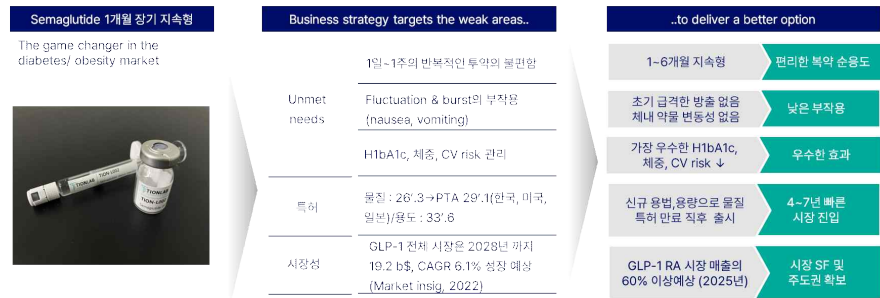 Semaglutide 1개월 장기 지속형
The game changer in the
diabetes/ obesity market
TIONLAB
TIONLAB
Business strategy targets the weak areas..
Unmet
needs
1일~1주의 반복적인 투약의 불편함
Fluctuation & burst의 부작용
(nausea, vomiting)
H1bA1c, 체중, CV risk 관리
특허
물질 : 26’.3→PTA 29’.1(한국, 미국,
일본)/용도 : 33’.6
시장성
GLP-1 전체 시장은 2028년 까지
19.2 b$, CAGR 6.1% 성장 예상
(Market insig, 2022)
..to deliver a better option
1~6개월 지속형
편리한 복약 순응도
초기 급격한 방출 없음
체내 약물 변동성 없음
낮은 부작용
가장 우수한 H1bA1c,
체중, CV risk ↓
우수한 효과
신규 용법,용량으로 물질
특허 만료 직후 출시
4~7년 빠른
시장 진입
GLP-1 RA 시장 매출의
60% 이상예상 (2025년)
시장 SF 및
주도권 확보